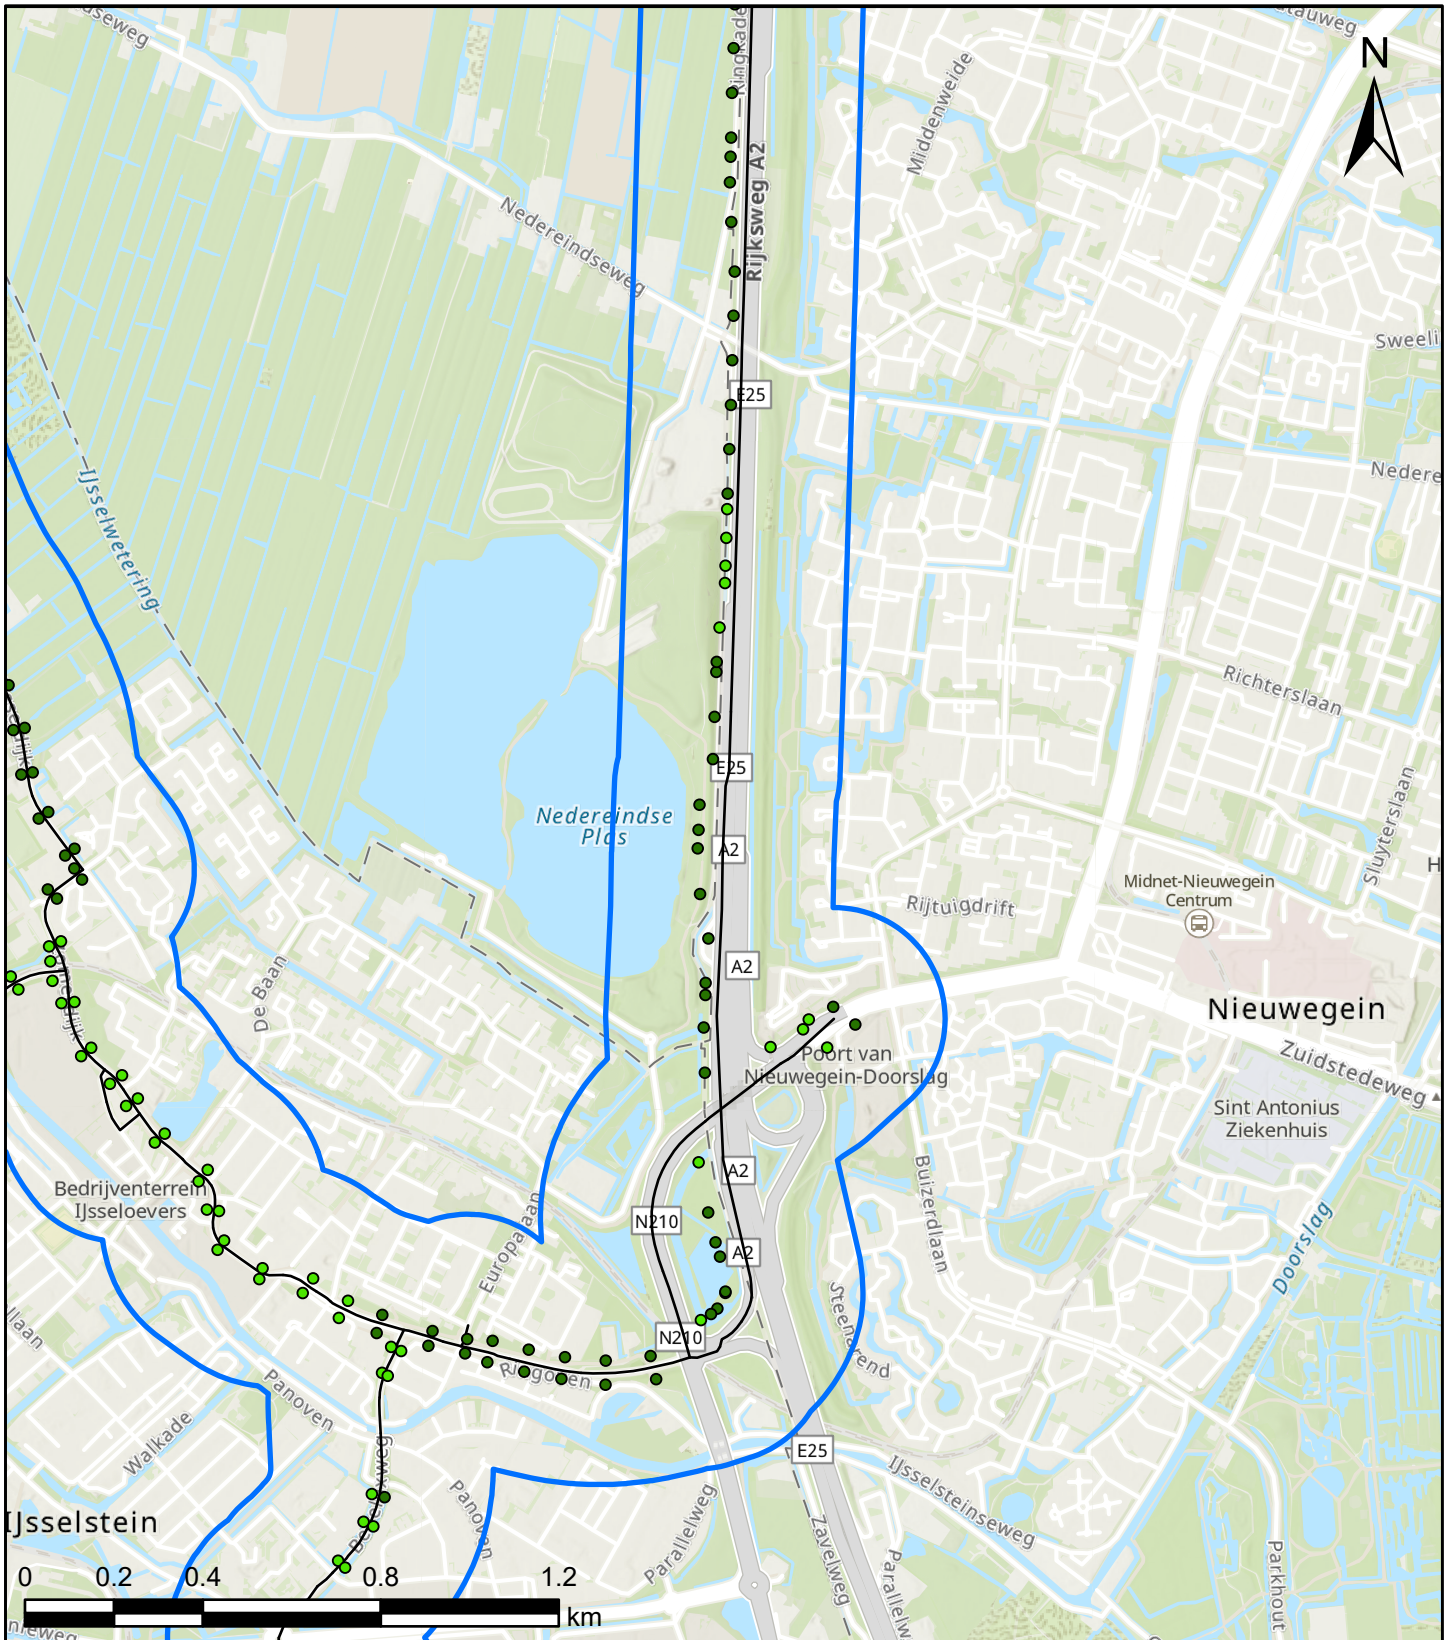 N
Ringkade
Middenweide
Rijksweg A2
Nedereindseweg
Sweeli
E25
Nedere
IJsselwetering
Richterslaan
E25
Nedereindse
Plas
Sluyterslaan
A2
H
Midnet-Nieuwegein
Centrum
Rijtuigdrift
A2
De Baan
Nieuwegein
Poort van
Nieuwegein-Doorslag
Zuidstedeweg
Sint Antonius
Ziekenhuis
A2
Buizerdlaan
Bedrijventerrein
IJsseloevers
N210
Europalaan
A2
Doorslag
Steenarend
N210
Panoven
Walkade
E25
IJsselsteinseweg
Panoven
Parallelweg
Zavelweg
Parallelw
Parkhout
IJsselstein
0 0.2 0.4 0.8 1.2
km